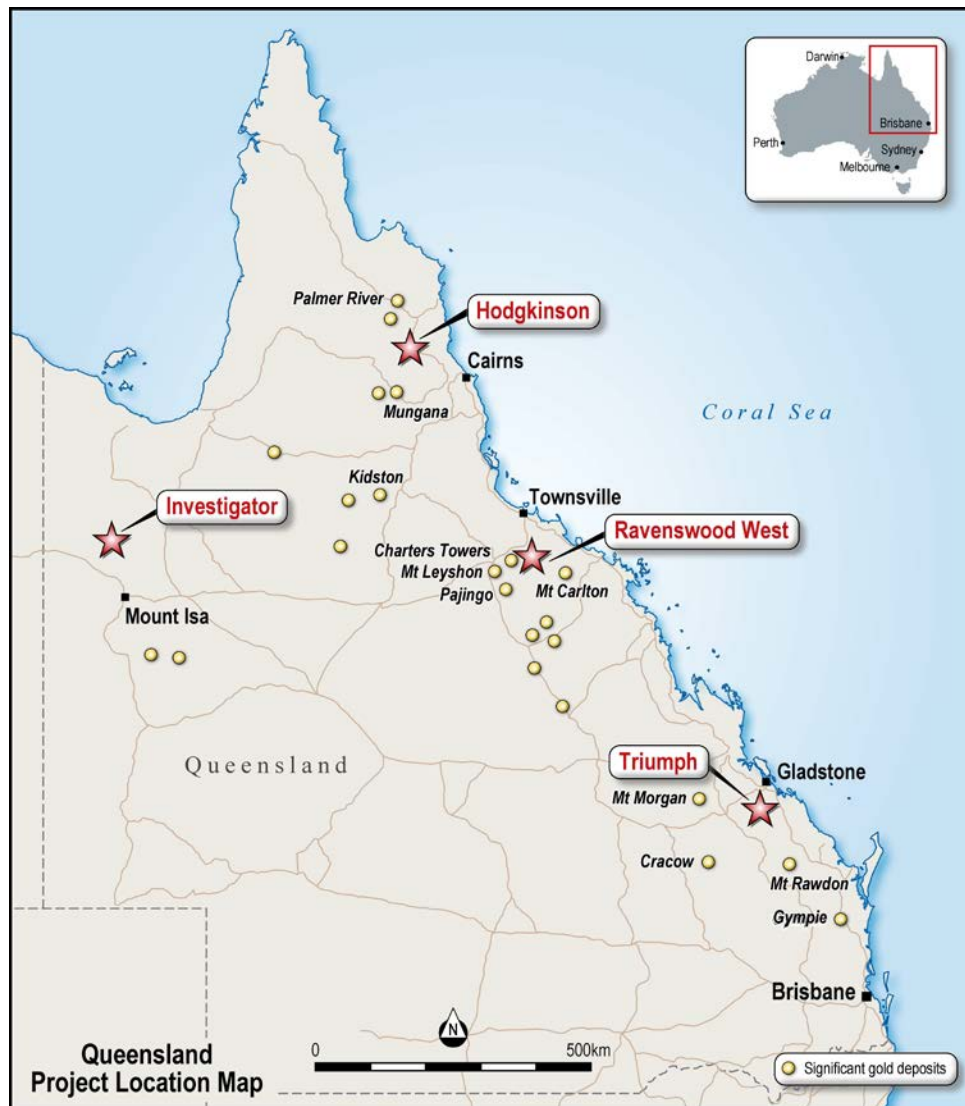 Darwin
Brisbane
Perth
Sydney
Melbourne
Palmer River
Hodgkinson
Cairns
Mungana
Coral Sea
Kidston
Investigator
Townsville
Ravenswood West
Charters Towers
Mt Leyshon
Pajingo
Mt Carlton
Mount Isa
Queensland
Triumph
Gladstone
Mt Morgan
Cracow
Mt Rawdon
Gympie
Brisbane
N
0 500km
Queensland
Project Location Map
Significant gold deposits